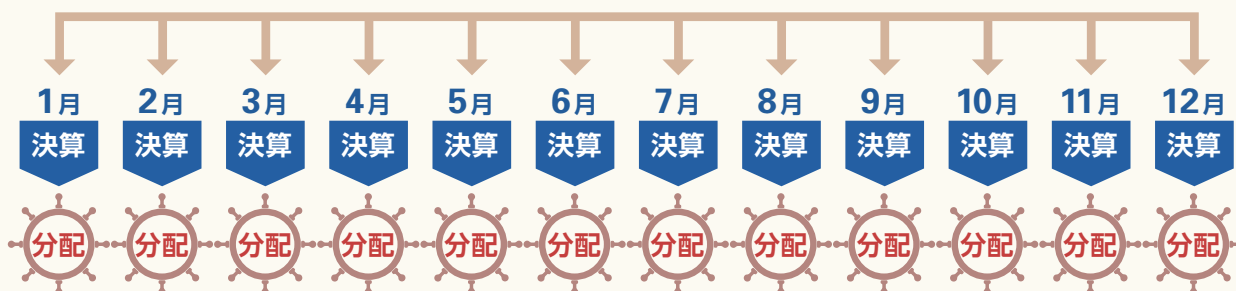 1月 2月 3月 4月 5月 6月 7月 8月 9月 10月 11月 12月
決算 決算 決算 決算 決算 決算 決算 決算 決算 決算 決算 決算
分配 分配 分配 分配 分配 分配 分配 分配 分配 分配 分配 分配